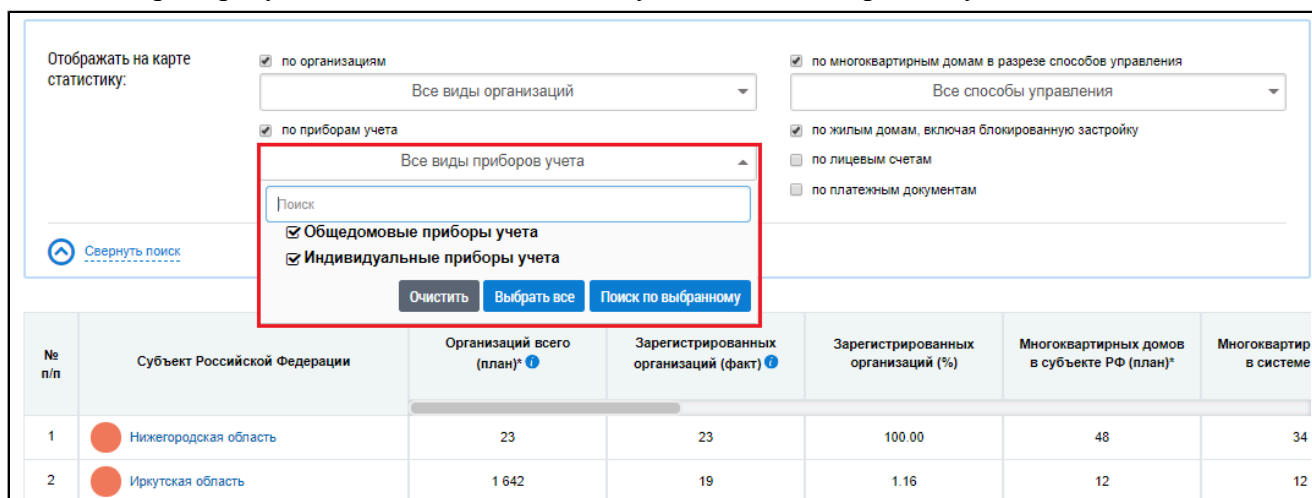 Отображать на карте
статистику:
по организациям
Все виды организаций
по приборам учета
Все виды приборов учета
Поиск
Общедомовые приборы учета
Индивидуальные приборы учета
Очистить Выбрать все Поиск по выбранному
по многоквартирным домам в разрезе способов управления
Все способы управления
по жилым домам, включая блокированную застройку
по лицевым счетам
по платежным документам
Свернуть поиск
№
п/п
Субъект Российской Федерации
Организаций всего
(план)*
Зарегистрированных
организаций (факт)
Зарегистрированных
организаций (%)
Многоквартирных домов
в субъекте РФ (план)*
Многоквартир
в системе
1 Нижегородская область 23 23 100.00 48 34
2 Иркутская область 1 642 19 1.16 12 12